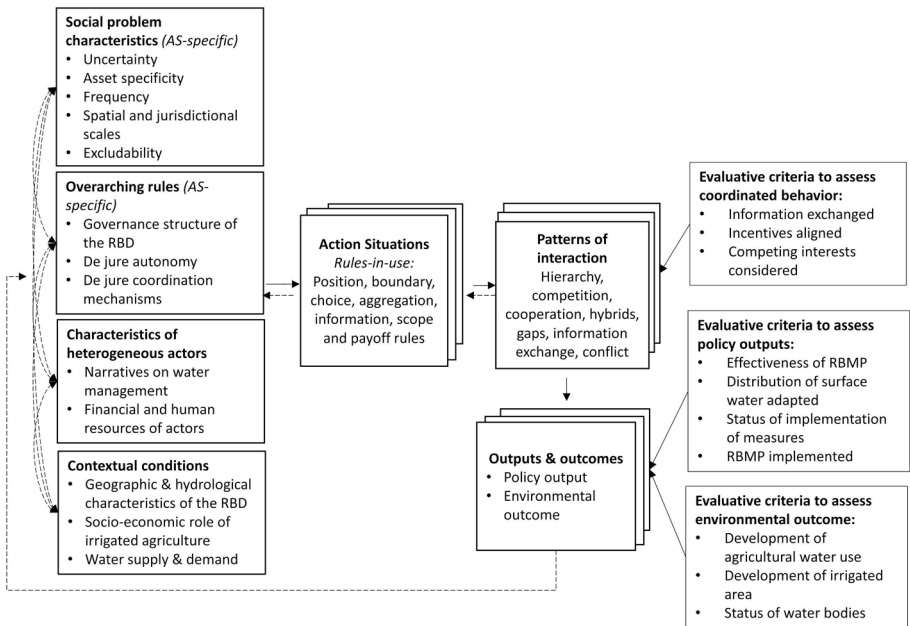 Social problem
characteristics (AS-specific)
• Uncertainty
• Asset specificity
• Frequency
• Spatial and jurisdictional
scales
• Excludability
Overarching rules (AS-
specific)
• Governance structure of
the RBD
• De jure autonomy
• De jure coordination
mechanisms
Characteristics of
heterogeneous actors
• Narratives on water
management
• Financial and human
resources of actors
Contextual conditions
• Geographic & hydrological
characteristics of the RBD
• Socio-economic role of
irrigated agriculture
• Water supply & demand
Action Situations
Rules-in-use:
Position, boundary,
choice, aggregation,
information, scope
and payoff rules
Patterns of
interaction
Hierarchy,
competition,
cooperation, hybrids,
gaps, information
exchange, conflict
Outputs & outcomes
• Policy output
• Environmental
outcome
Evaluative criteria to assess
coordinated behavior:
• Information exchanged
• Incentives aligned
• Competing interests
considered
Evaluative criteria to assess
policy outputs:
• Effectiveness of RBMP
• Distribution of surface
water adapted
• Status of implementation
of measures
• RBMP implemented
Evaluative criteria to assess
environmental outcome:
• Development of
agricultural water use
• Development of irrigated
area
• Status of water bodies